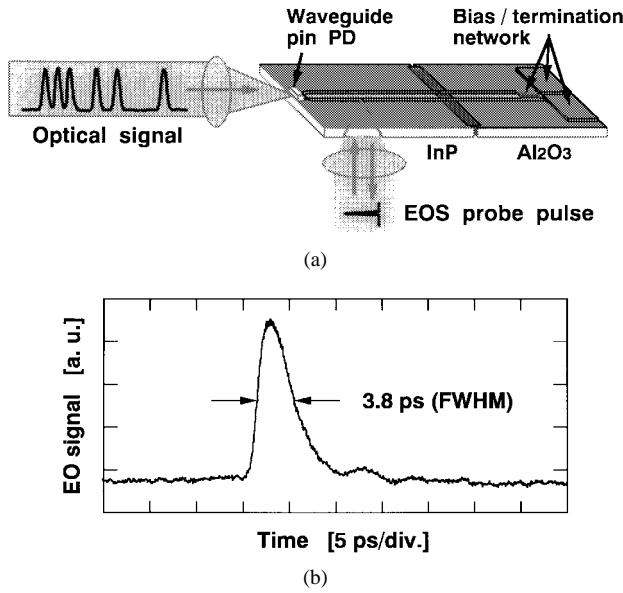 Waveguide
pin PD
Bias / termination
network
Optical signal
InP
Al2O3
EOS probe pulse
(a)
EO signal [a. u.]
3.8 ps (FWHM)
Time [5 ps/div.]
(b)